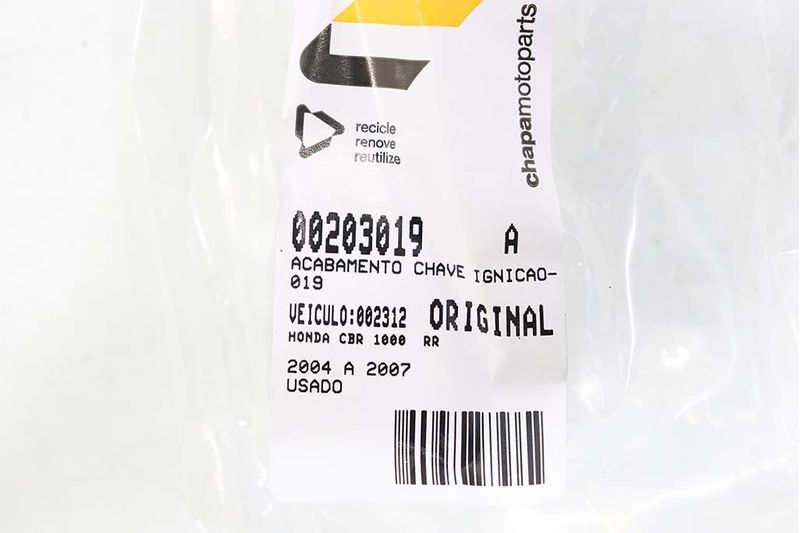 chapamotoparts
recicle
renove
reutilize
00203019 A
ACABAMENTO CHAVE IGNICAO-
019
VEICULO:002312 ORIGINAL
HONDA CBR 1000 RR
2004 A 2007
USADO